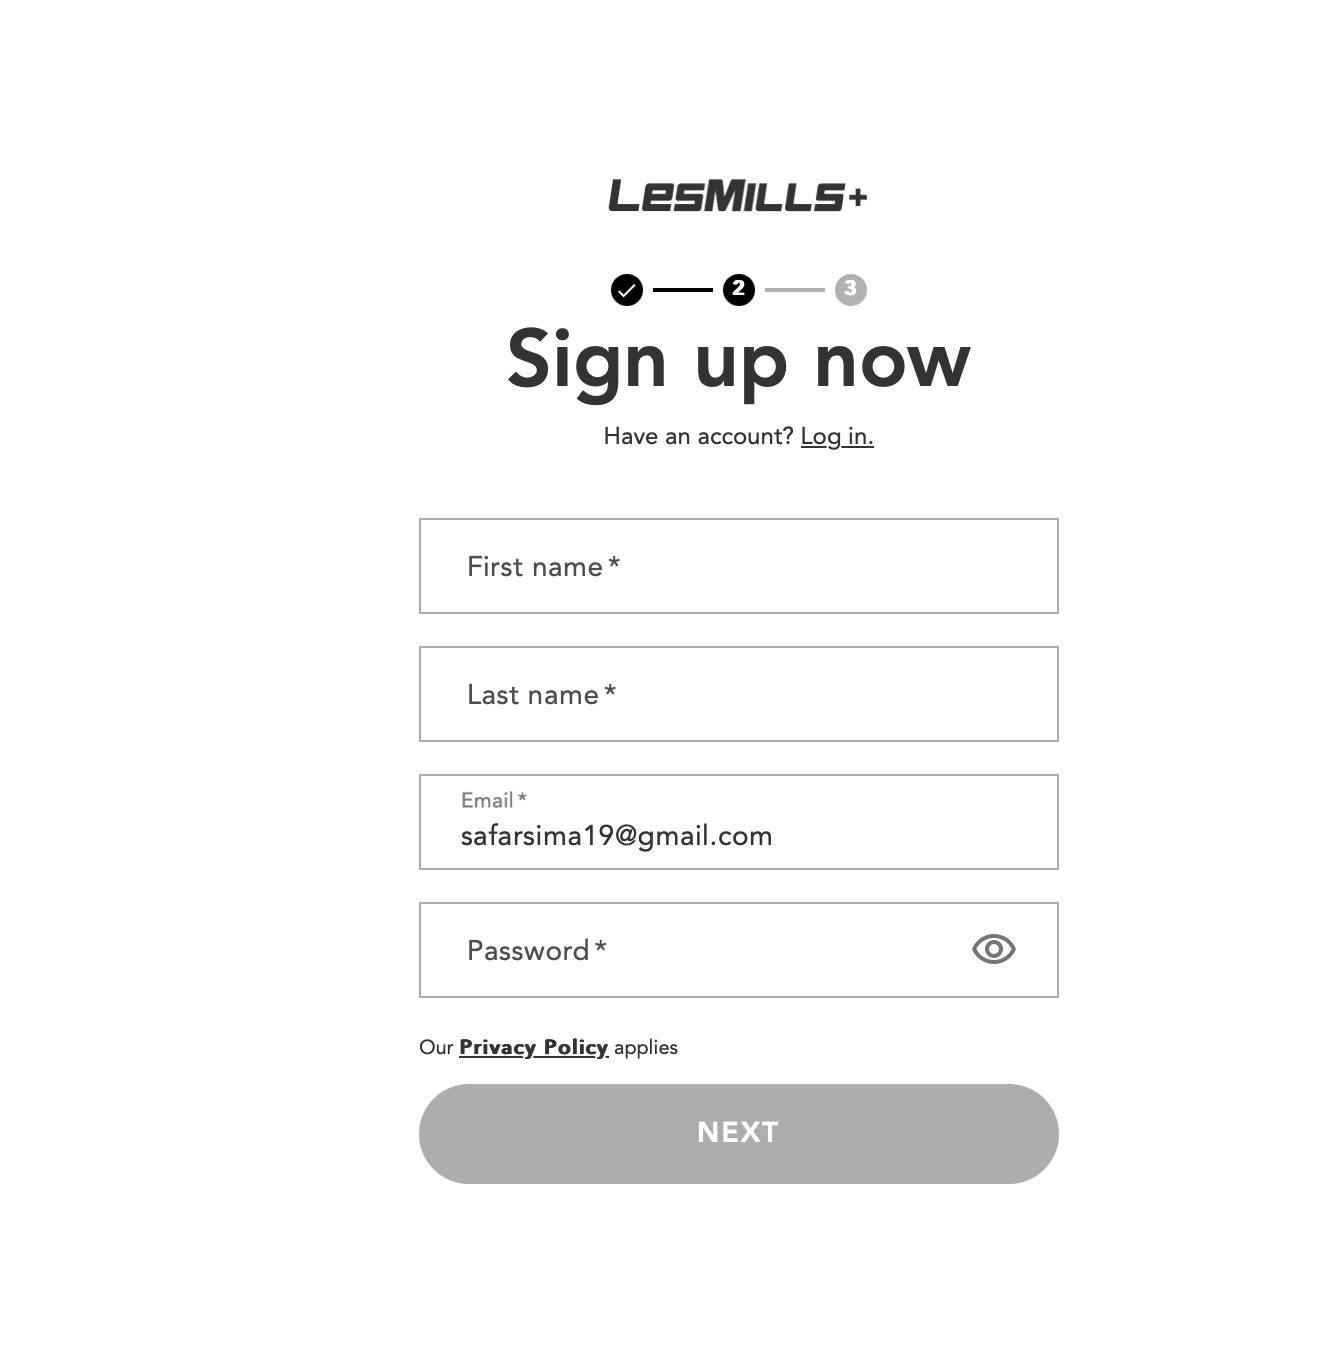 LesMills+
2 3
Sign up now
Have an account? Log in.
First name *
Last name *
Email *
safarsima19@gmail.com
Password *
Our Privacy Policy applies
NEXT